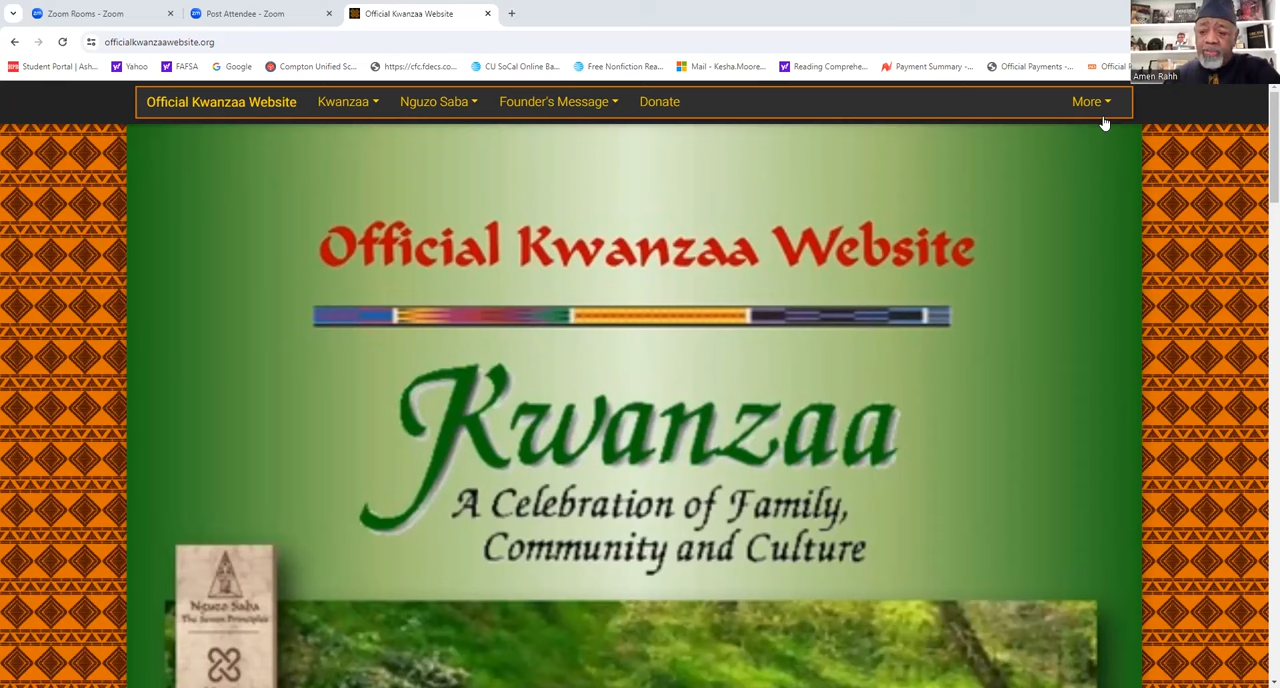 Zoom Rooms - Zoom
Post Attendee - Zoom
Official Kwanzaa Website
officialkwanzaawebsite.org
Student Portal | Ash...
Yahoo
FAFSA
Google
Compton Unified Sc...
https://cfc.fdecs.co...
CU SoCal Online Ba...
Free Nonfiction Rea...
Mail - Kesha.Moore...
Reading Comprehe...
Payment Summary -...
Official Payments -...
Official
Amen Rahh
Official Kwanzaa Website
Kwanzaa
Nguzo Saba
Founder's Message
Donate
More
Official Kwanzaa Website
Kwanzaa
A Celebration of Family,
Community and Culture
Nguzo Saba
The Seven Principles